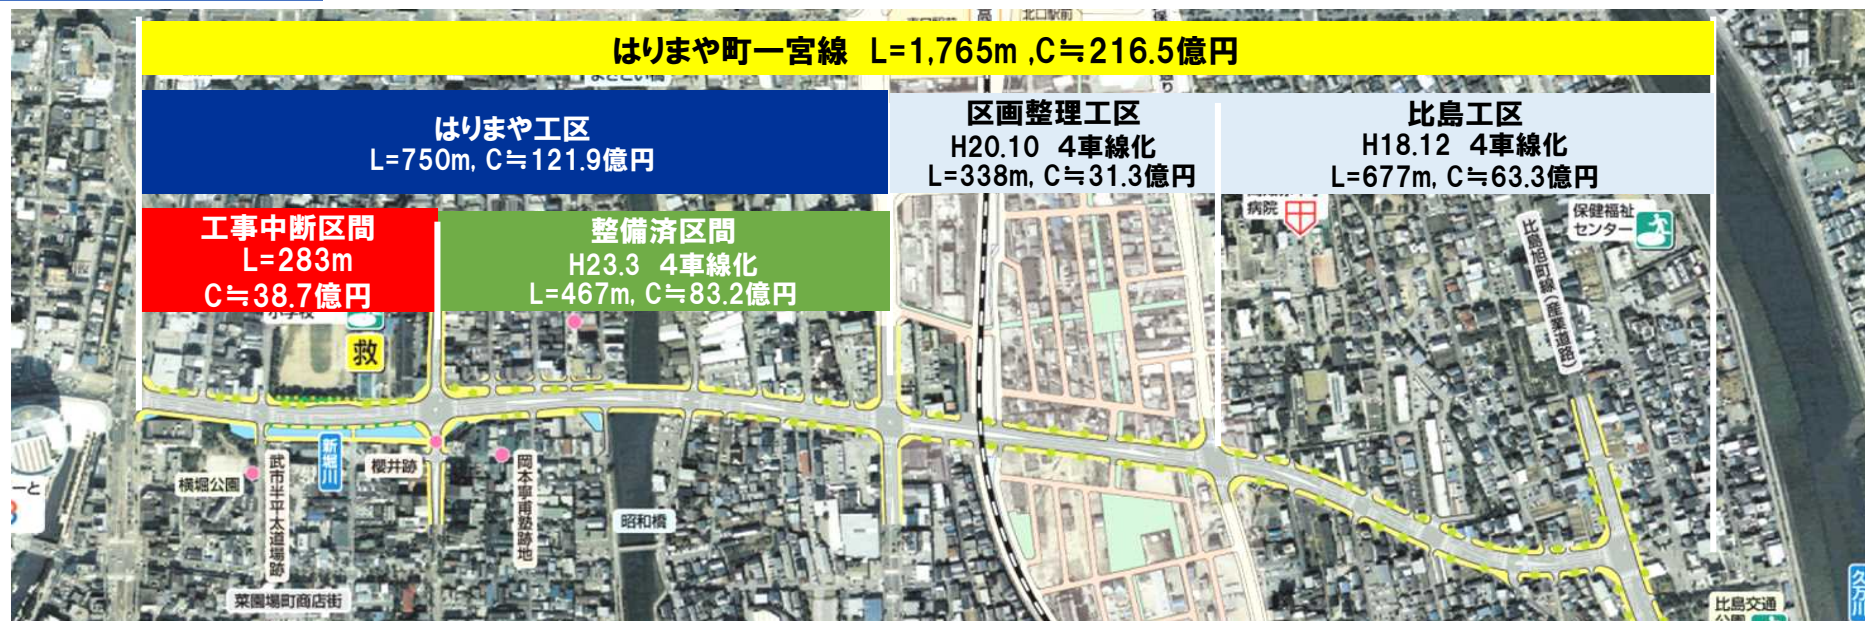 はりまや町一宮線 L=1,765m ,C≒216.5億円
はりまや工区
L=750m, C≒121.9億円
区画整理工区
H20.10 4車線化
L=338m, C≒31.3億円
比島工区
H18.12 4車線化
L=677m, C≒63.3億円
工事中断区間
L=283m
C≒38.7億円
整備済区間
H23.3 4車線化
L=467m, C≒83.2億円
病院
保健福祉
センター
比島旭町線(産業道路)
救
新堀川
櫻井跡
横堀公園
武市半平太道場跡
岡本寧甫塾跡地
昭和橋
菜園場町商店街
比島交通
公園
久万川